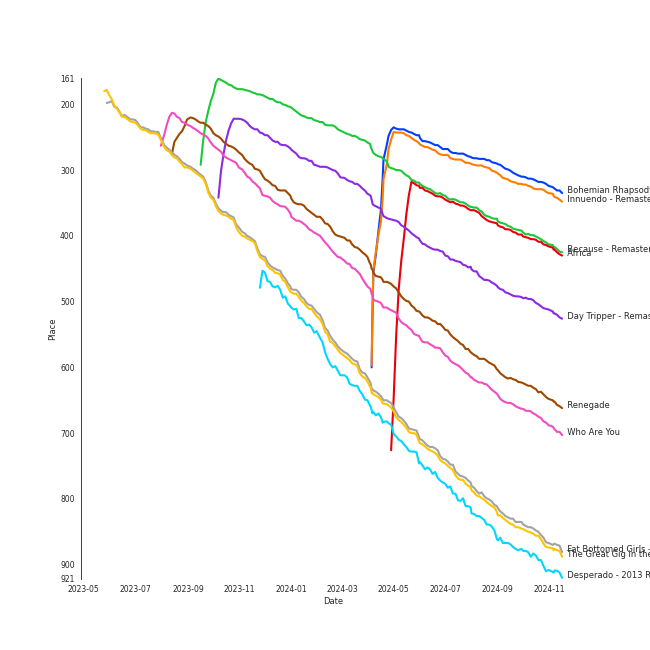 161
200
300
400
500
600
700
800
900
921
Place
2023-05
2023-07
2023-09
2023-11
2024-01
2024-03
2024-05
2024-07
2024-09
2024-11
Date
Bohemian Rhapsody
Innuendo - Remaste
Because - Remaster
Africa
Day Tripper - Remas
Renegade
Who Are You
Fat Bottomed Girls -
The Great Gig in the
Desperado - 2013 R